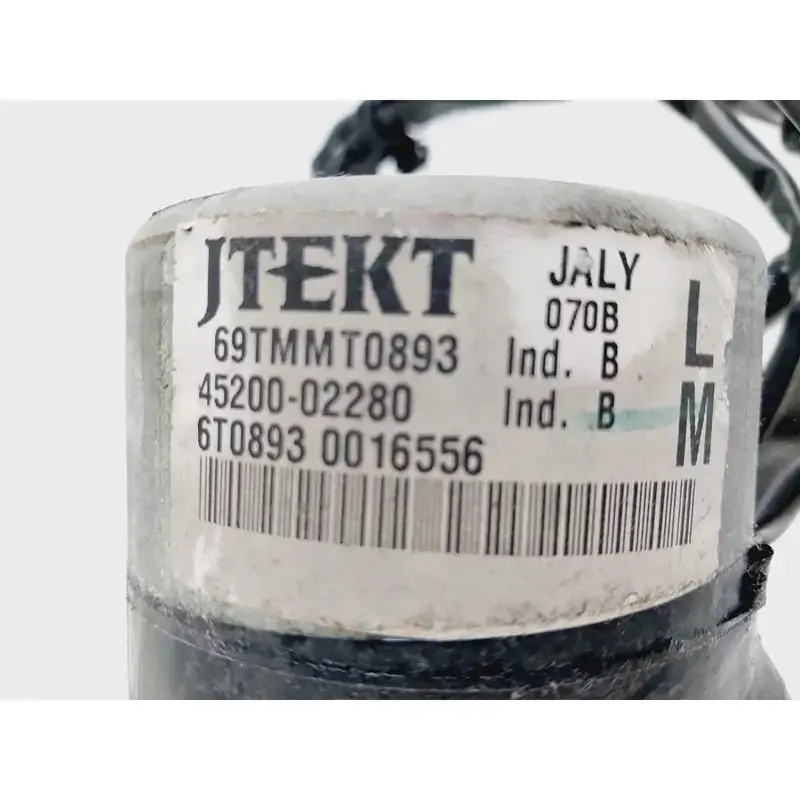 JTEKT JALY
070B
69TMMT0893 Ind. B
45200-02280 Ind. B
6T0893 0016556
L
M